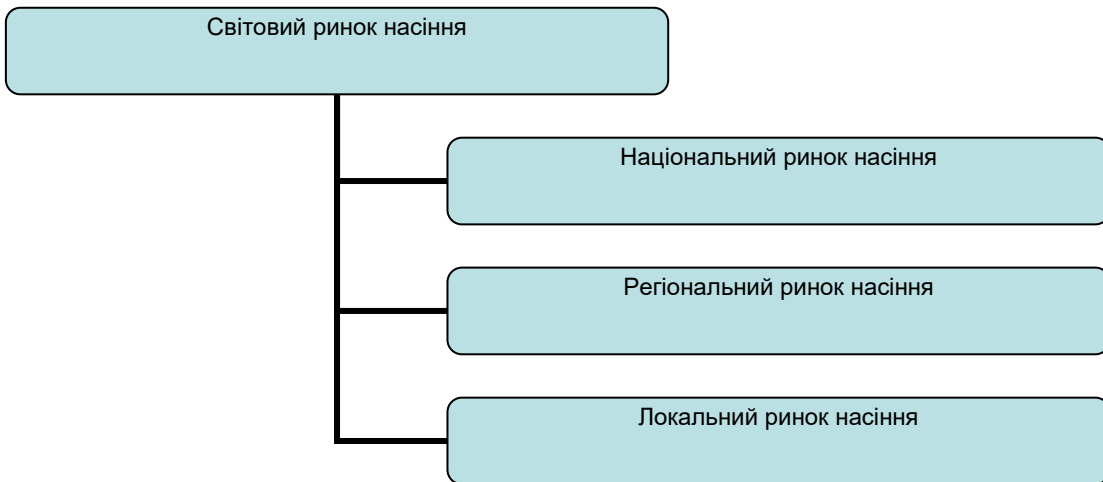 Світовий ринок насіння
Національний ринок насіння
Регіональний ринок насіння
Локальний ринок насіння